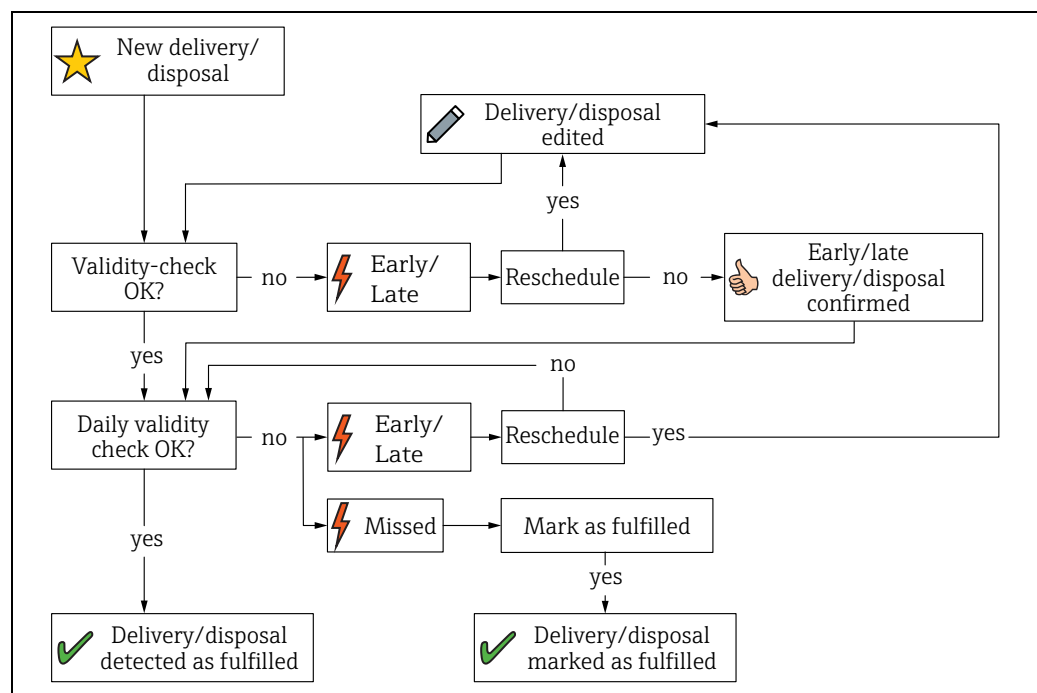 New delivery/
disposal
Delivery/disposal
edited
yes
Validity-check
OK?
no
Early/
Late
Reschedule
no
Early/late
delivery/disposal
confirmed
yes
no
Daily validity
check OK?
no
Early/
Late
Reschedule
yes
Missed
Mark as fulfilled
yes
yes
Delivery/disposal
detected as fulfilled
Delivery/disposal
marked as fulfilled